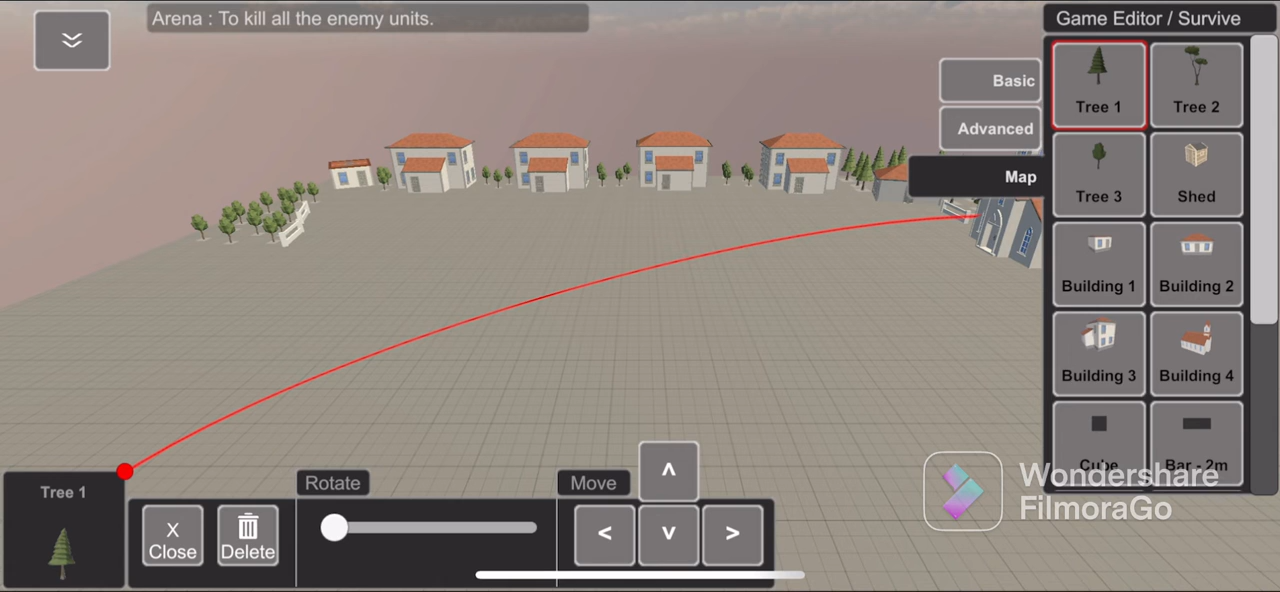 Arena : To kill all the enemy units.
Game Editor / Survive
Basic
Advanced
Map
Tree 1
Tree 2
Tree 3
Shed
Building 1
Building 2
Building 3
Building 4
Cube
Bar - 2m
Wondershare
FilmoraGo
Tree 1
X
Close
Delete
Rotate
Move